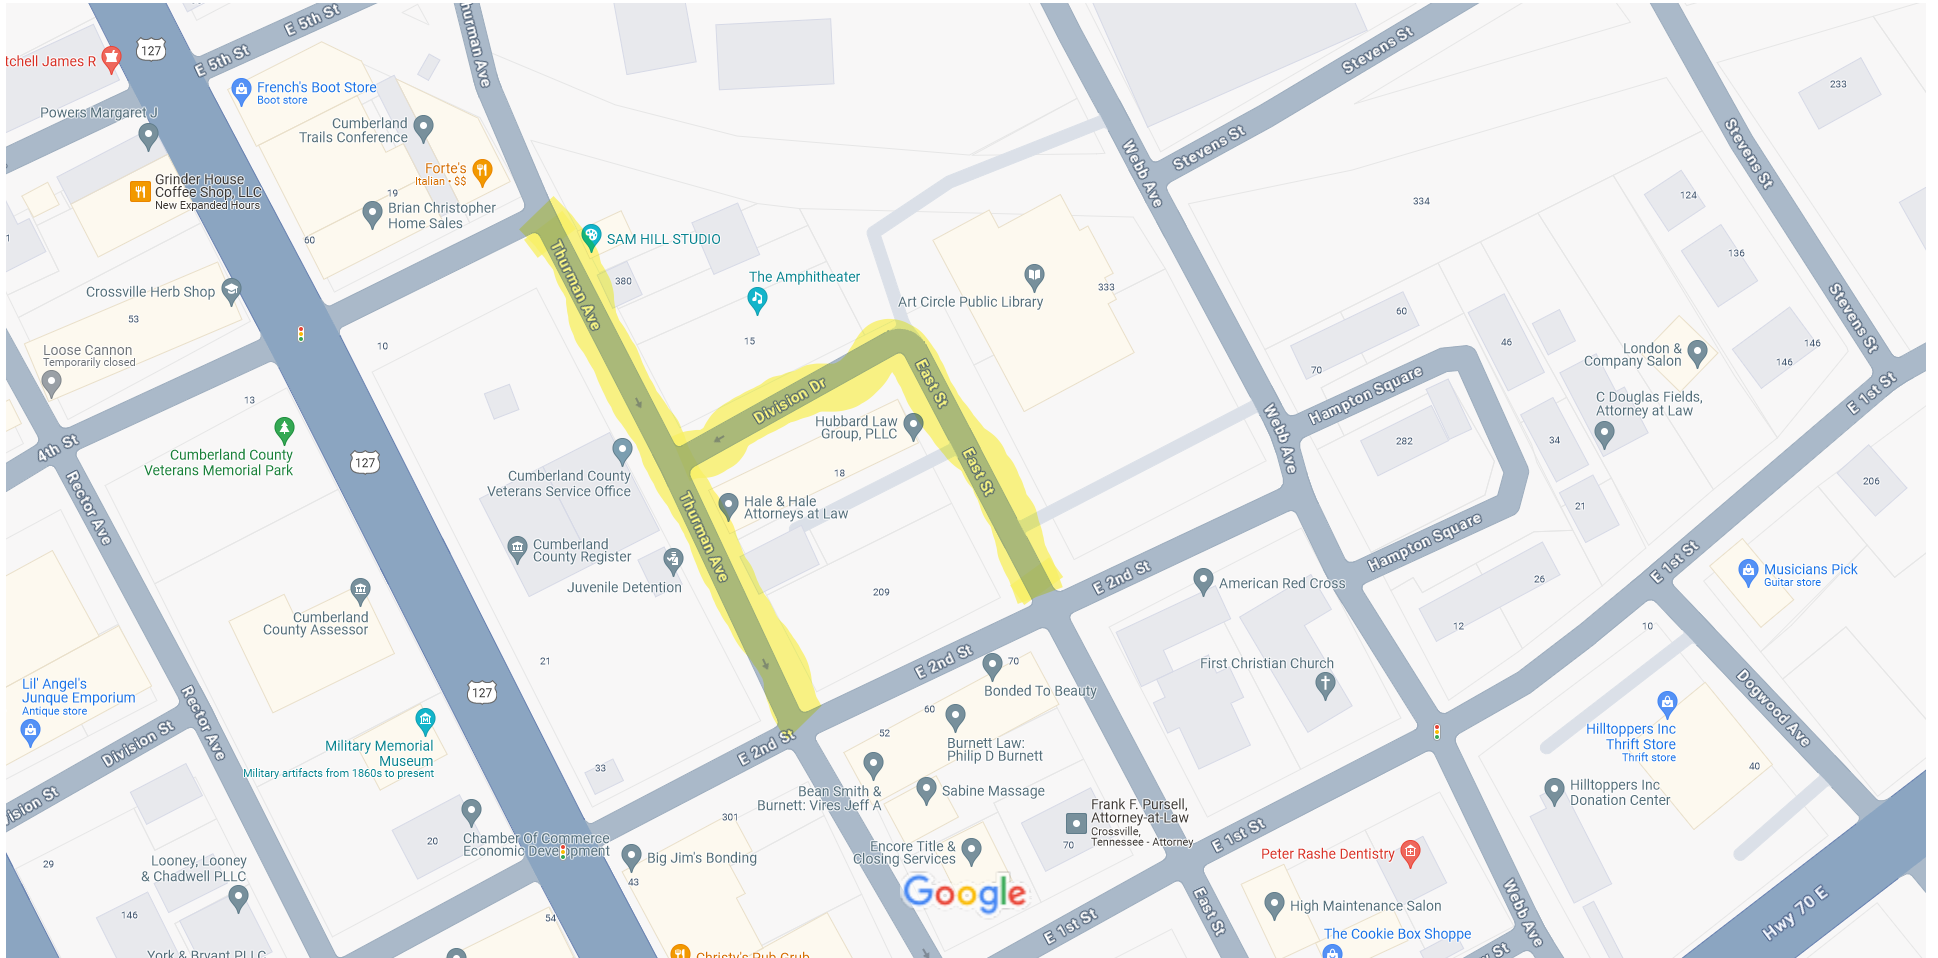 E 5th St
Thurman Ave
127
E 5th St
Stevens St
tchell James R
French's Boot Store
Boot store
233
Powers Margaret J
Cumberland
Trails Conference
Webb Ave
Stevens St
Stevens St
Forte's
Italian • $$
Grinder House
Coffee Shop, LLC
New Expanded Hours
19
Brian Christopher
Home Sales
334
124
60
SAM HILL STUDIO
136
Thurman Ave
380
The Amphitheater
Art Circle Public Library
333
Crossville Herb Shop
53
60
Stevens St
10
15
46
146
146
Loose Cannon
Temporarily closed
London &
Company Salon
70
Hampton Square
Division Dr
East St
E 1st St
13
C Douglas Fields,
Attorney at Law
Webb Ave
Hubbard Law
Group, PLLC
282
34
4th St
Cumberland County
Veterans Memorial Park
127
Cumberland County
Veterans Service Office
18
East St
206
Rector Ave
Thurman Ave
Hale & Hale
Attorneys at Law
21
Cumberland
County Register
Hampton Square
E 1st St
Juvenile Detention
209
E 2nd St
American Red Cross
26
Musicians Pick
Guitar store
Cumberland
County Assessor
12
10
21
E 2nd St
70
Bonded To Beauty
First Christian Church
Lil' Angel's
Junque Emporium
Antique store
127
Rector Ave
Division St
60
52
Dogwood Ave
Military Memorial
Museum
Military artifacts from 1860s to present
E 2nd St
Burnett Law:
Philip D Burnett
Hilltoppers Inc
Thrift Store
Thrift store
33
40
Bean Smith &
Burnett: Vires Jeff A
Sabine Massage
Hilltoppers Inc
Donation Center
vision St
20
Chamber Of Commerce
Economic Development
301
Frank F. Pursell,
Attorney-at-Law
Crossville,
Tennessee - Attorney
70
E 1st St
29
Looney, Looney
& Chadwell PLLC
Big Jim's Bonding
43
Encore Title &
Closing Services
Peter Rashe Dentistry
Google
146
54
East St
High Maintenance Salon
Webb Ave
Hwy 70 E
E 1st St
The Cookie Box Shoppe
York & Bryant PLLC
Christy's Pub Grub
St